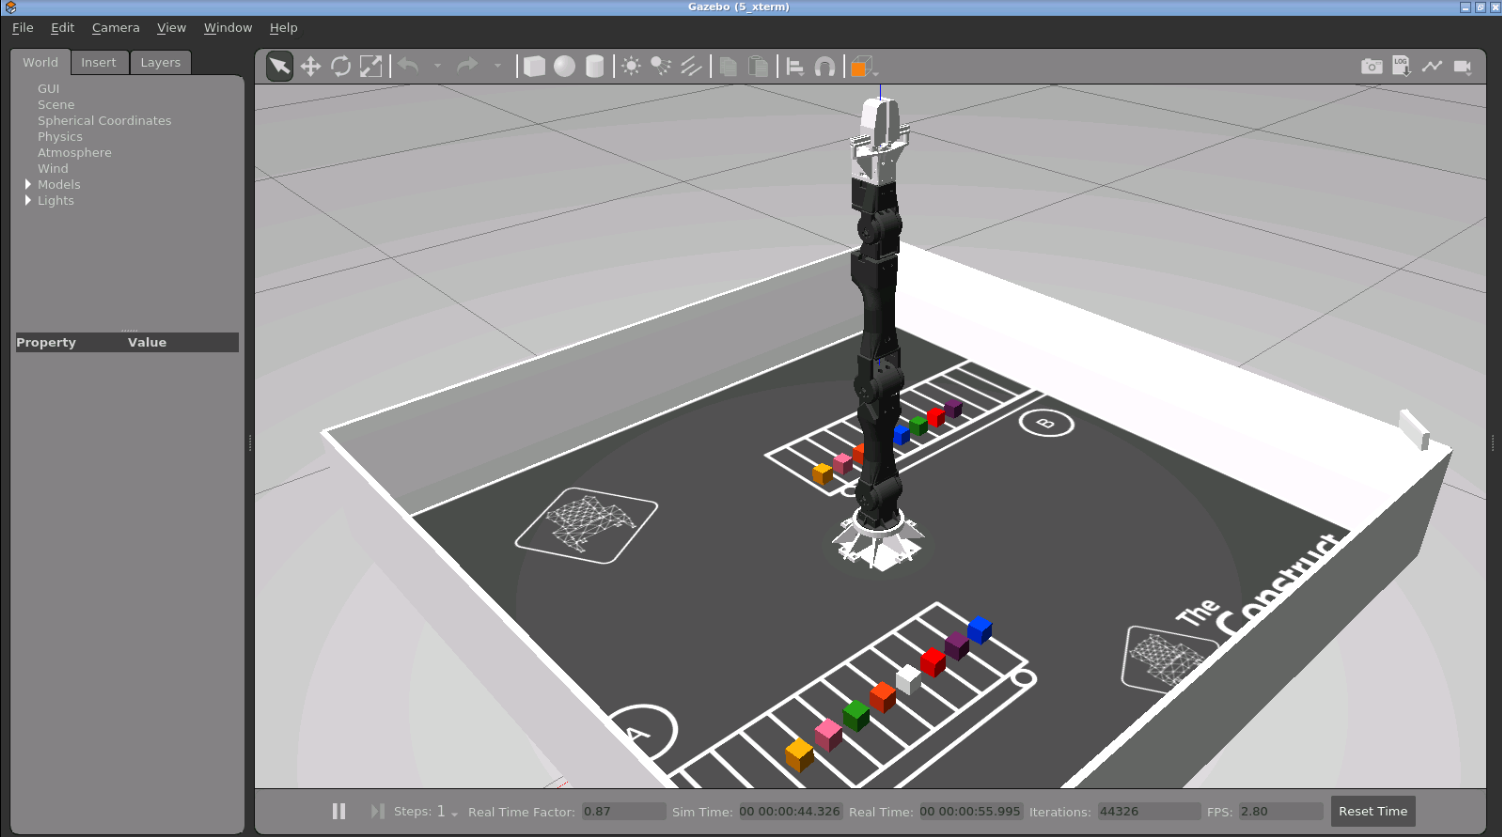 Gazebo (5_xterm)
File Edit Camera View Window Help
World Insert Layers
LOG
GUI
Scene
Spherical Coordinates
Physics
Atmosphere
Wind
Models
Lights
Property Value
B
The
Construct
A
Steps: 1 Real Time Factor: 0.87 Sim Time: 00 00:00:44.326 Real Time: 00 00:00:55.995 Iterations: 44326 FPS: 2.80 Reset Time